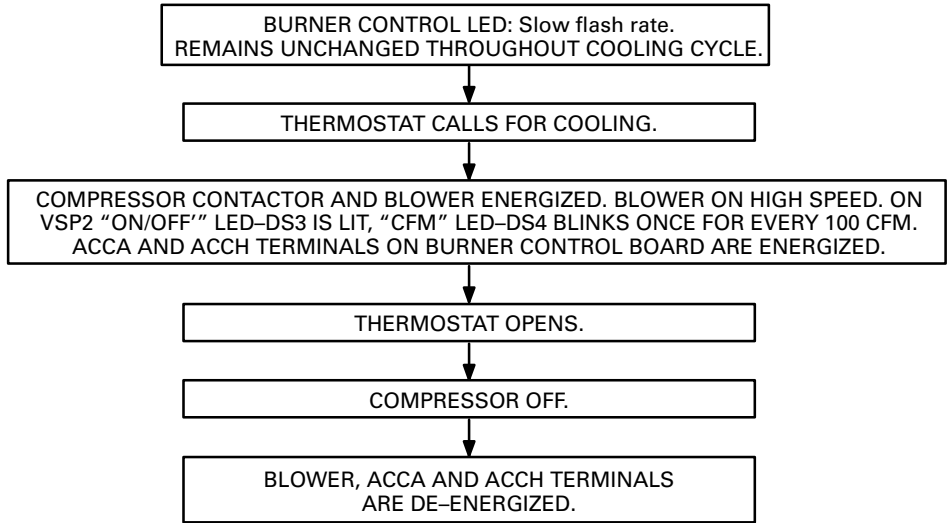 BURNER CONTROL LED: Slow flash rate.
REMAINS UNCHANGED THROUGHOUT COOLING CYCLE.
THERMOSTAT CALLS FOR COOLING.
COMPRESSOR CONTACTOR AND BLOWER ENERGIZED. BLOWER ON HIGH SPEED. ON
VSP2 “ON/OFF’” LED–DS3 IS LIT, “CFM” LED–DS4 BLINKS ONCE FOR EVERY 100 CFM.
ACCA AND ACCH TERMINALS ON BURNER CONTROL BOARD ARE ENERGIZED.
THERMOSTAT OPENS.
COMPRESSOR OFF.
BLOWER, ACCA AND ACCH TERMINALS
ARE DE–ENERGIZED.